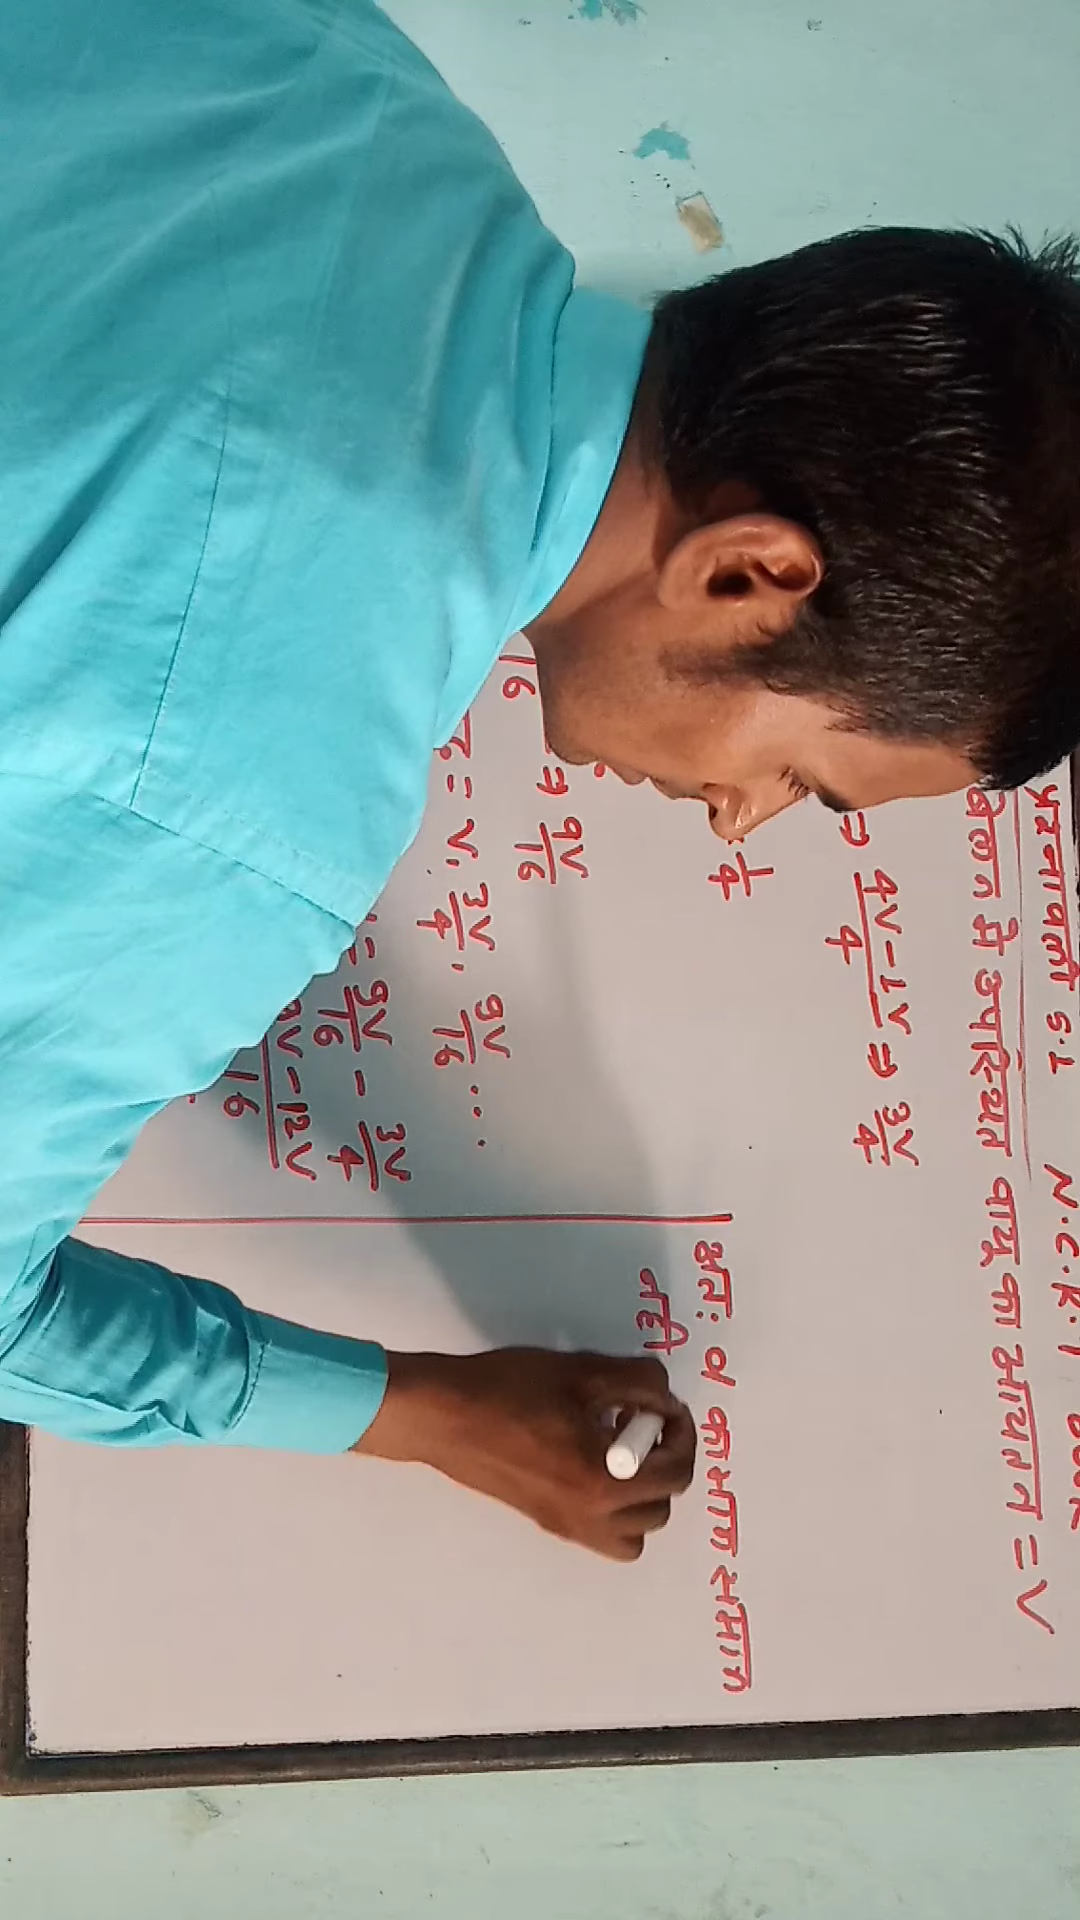 प्रश्नावली 5.1 N.C.R.T
बेलन मे उपस्थित वायू का आयतन = V
⇒ 4V-1V/4 ⇒ 3V/4
1/4
अतः d का मान समान
नही
16 ⇒ 9V/16
= V, 3V/4, 9V/16 ...
= 9V/16 - 3V/4
9V-12V/16